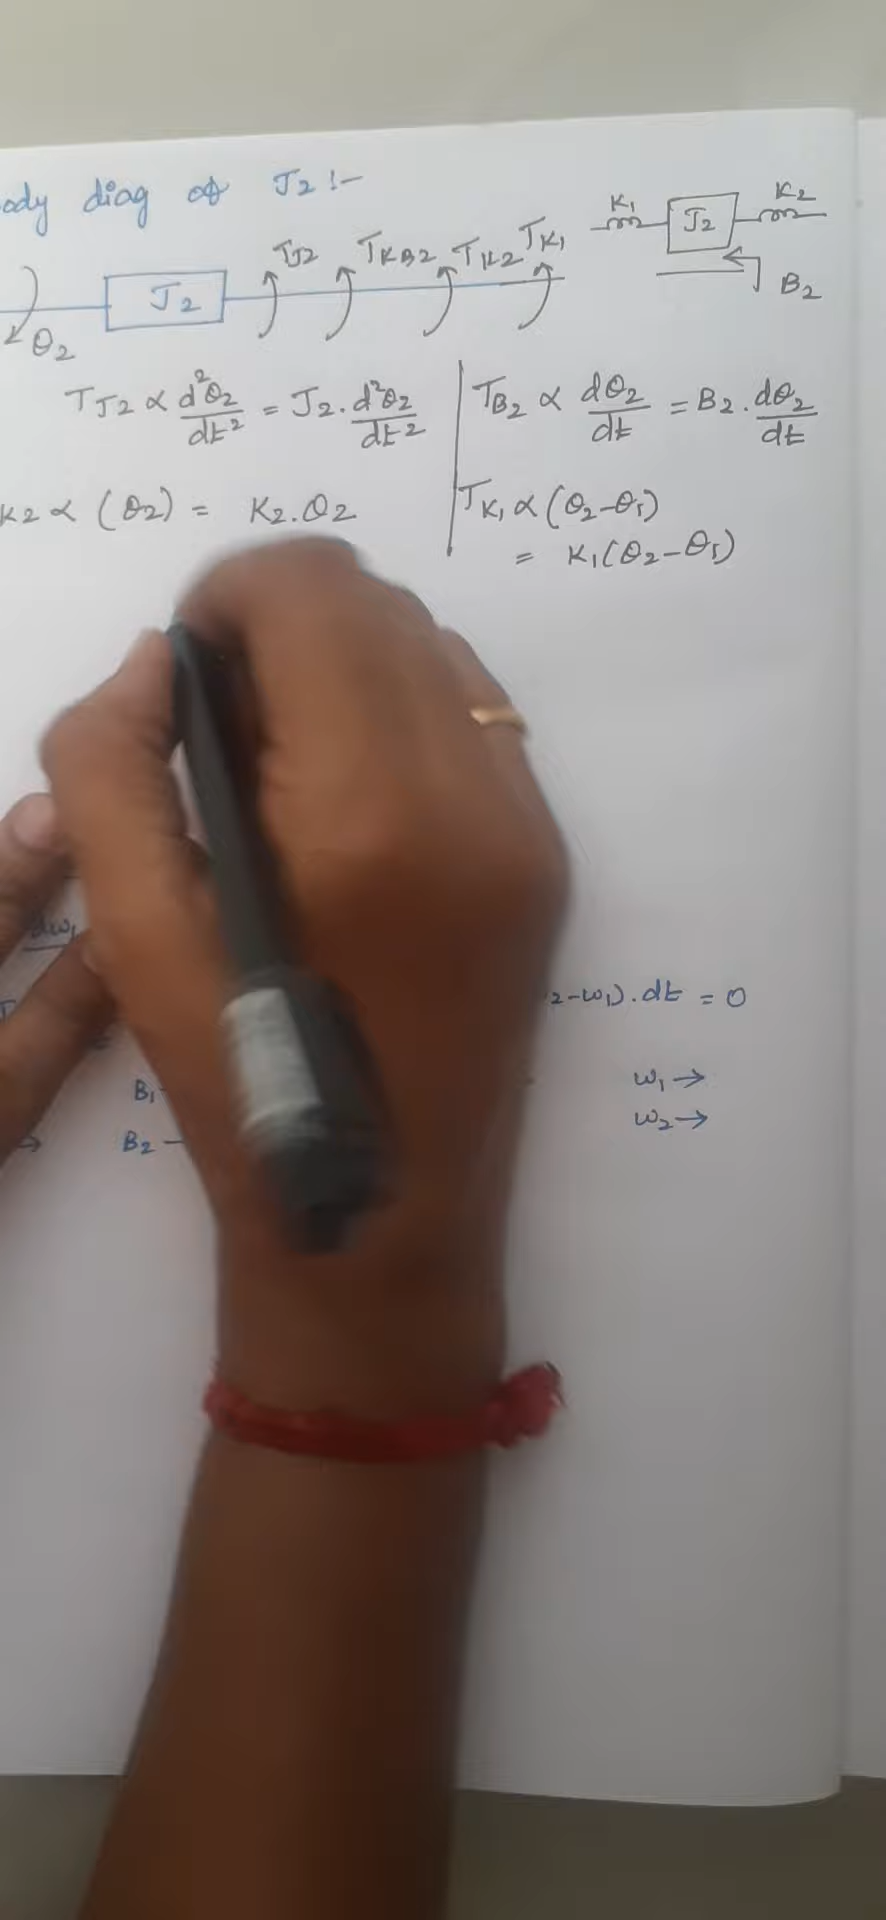 ody diag of J2 :-
K1 J2 K2
B2
θ2 J2 TJ2 TKB2 TK2 TK1
TJ2 ∝ d²θ2/dt² = J2. d²θ2/dt²
TB2 ∝ dθ2/dt = B2. dθ2/dt
K2 ∝ (θ2) = K2.θ2
TK1 ∝ (θ2-θ1)
= K1(θ2-θ1)
dω1
2-ω1).dt = 0
B1 ω1 →
→ B2 - ω2 →